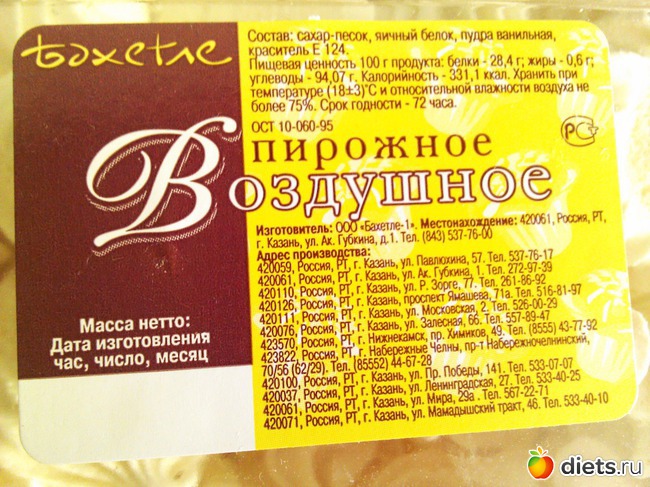 Бахетле
Состав: сахар-песок, яичный белок, пудра ванильная,
краситель Е 124.
Пищевая ценность 100 г продукта: белки - 28,4 г; жиры - 0,6 г;
углеводы - 94,07 г. Калорийность - 331,1 ккал. Хранить при
температуре (18±3)˚С и относительной влажности воздуха не
более 75%. Срок годности - 72 часа.
ОСТ 10-060-95
пирожное
Воздушное
РСТ
Изготовитель: ООО «Бахетле-1». Местонахождение: 420061, Россия, РТ,
г. Казань, ул. Ак. Губкина, д.1. Тел. (843) 537-76-00
Адрес производства:
420059, Россия, РТ, г. Казань, ул. Павлюхина, 57. Тел. 537-76-17
420061, Россия, РТ, г. Казань, ул. Ак. Губкина, 1. Тел. 272-97-39
420110, Россия, РТ, г. Казань, ул. Р. Зорге, 77. Тел. 261-86-92
420126, Россия, РТ, г. Казань, проспект Ямашева, 71а. Тел. 516-81-97
420111, Россия, РТ, г. Казань, ул. Московская, 2. Тел. 526-00-29
420076, Россия, РТ, г. Казань, ул. Залесная, 66. Тел. 557-89-47
423570, Россия, РТ, г. Нижнекамск, пр. Химиков, 49. Тел. (8555) 43-77-92
423822, Россия, РТ, г. Набережные Челны, пр-т Набережночелнинский,
70/56 (62/29). Тел. (85552) 44-67-28
420100, Россия, РТ, г. Казань, ул. Пр. Победы, 141. Тел. 533-07-07
420037, Россия, РТ, г. Казань, ул. Ленинградская, 27. Тел. 533-40-25
420061, Россия, РТ, г. Казань, ул. Мира, 29а . Тел. 567-22-71
420071, Россия, РТ, г. Казань, ул. Мамадышский тракт, 46. Тел. 533-40-10
Масса нетто:
Дата изготовления
час, число, месяц
diets.ru